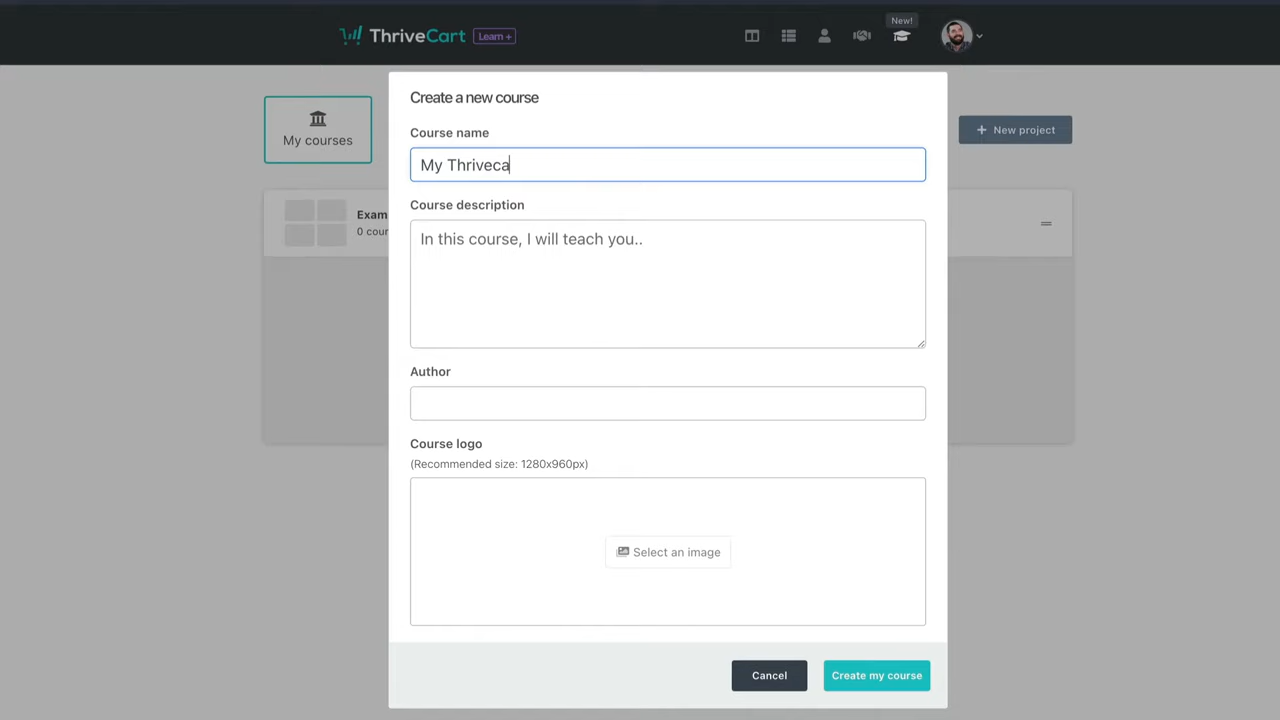 New!
ThriveCart Learn +
Create a new course
Course name
My courses
New project
My Thriveca
Course description
Exam
0 cour
In this course, I will teach you..
Author
Course logo
(Recommended size: 1280x960px)
Select an image
Cancel
Create my course